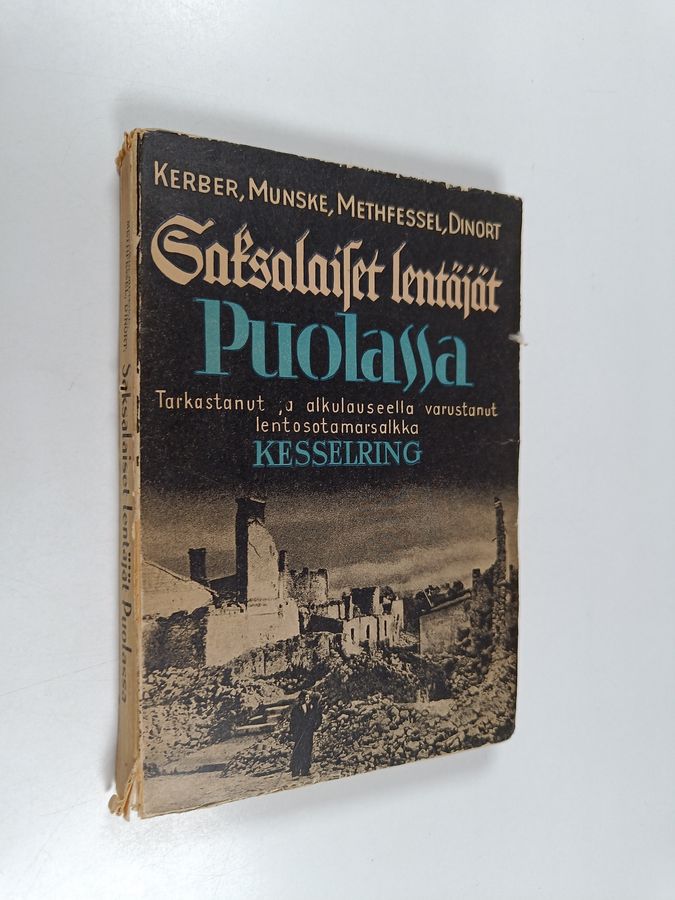 KERBER, MUNSKE, METHFESSEL, DINORT
Saksalaiset lentäjät
PUOLASSA
Tarkastanut ja alkulauseella varustanut
lentosotamarsalkka
KESSELRING
Saksalaiset lentäjät Puolassa